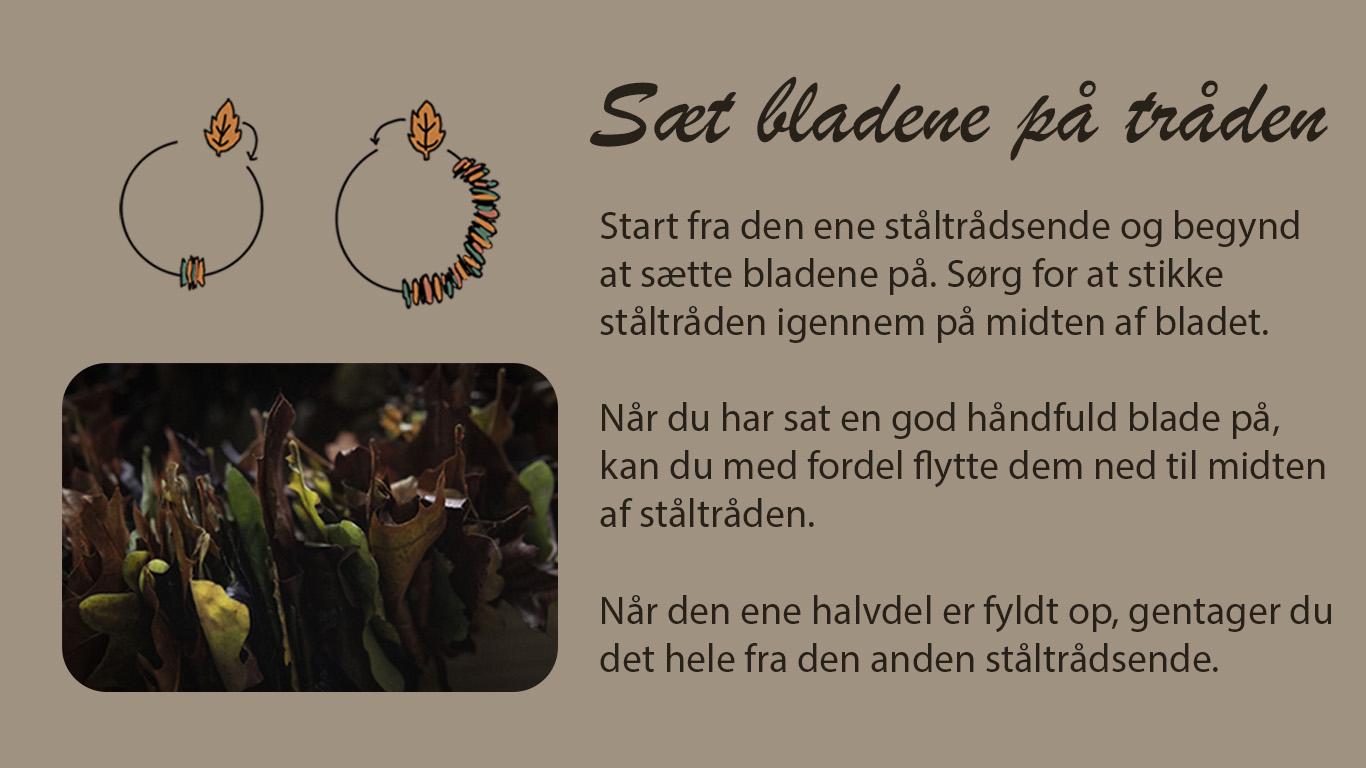 Sæt bladene på tråden
Start fra den ene ståltrådsende og begynd
at sætte bladene på. Sørg for at stikke
ståltråden igennem på midten af bladet.
Når du har sat en god håndfuld blade på,
kan du med fordel flytte dem ned til midten
af ståltråden.
Når den ene halvdel er fyldt op, gentager du
det hele fra den anden ståltrådsende.